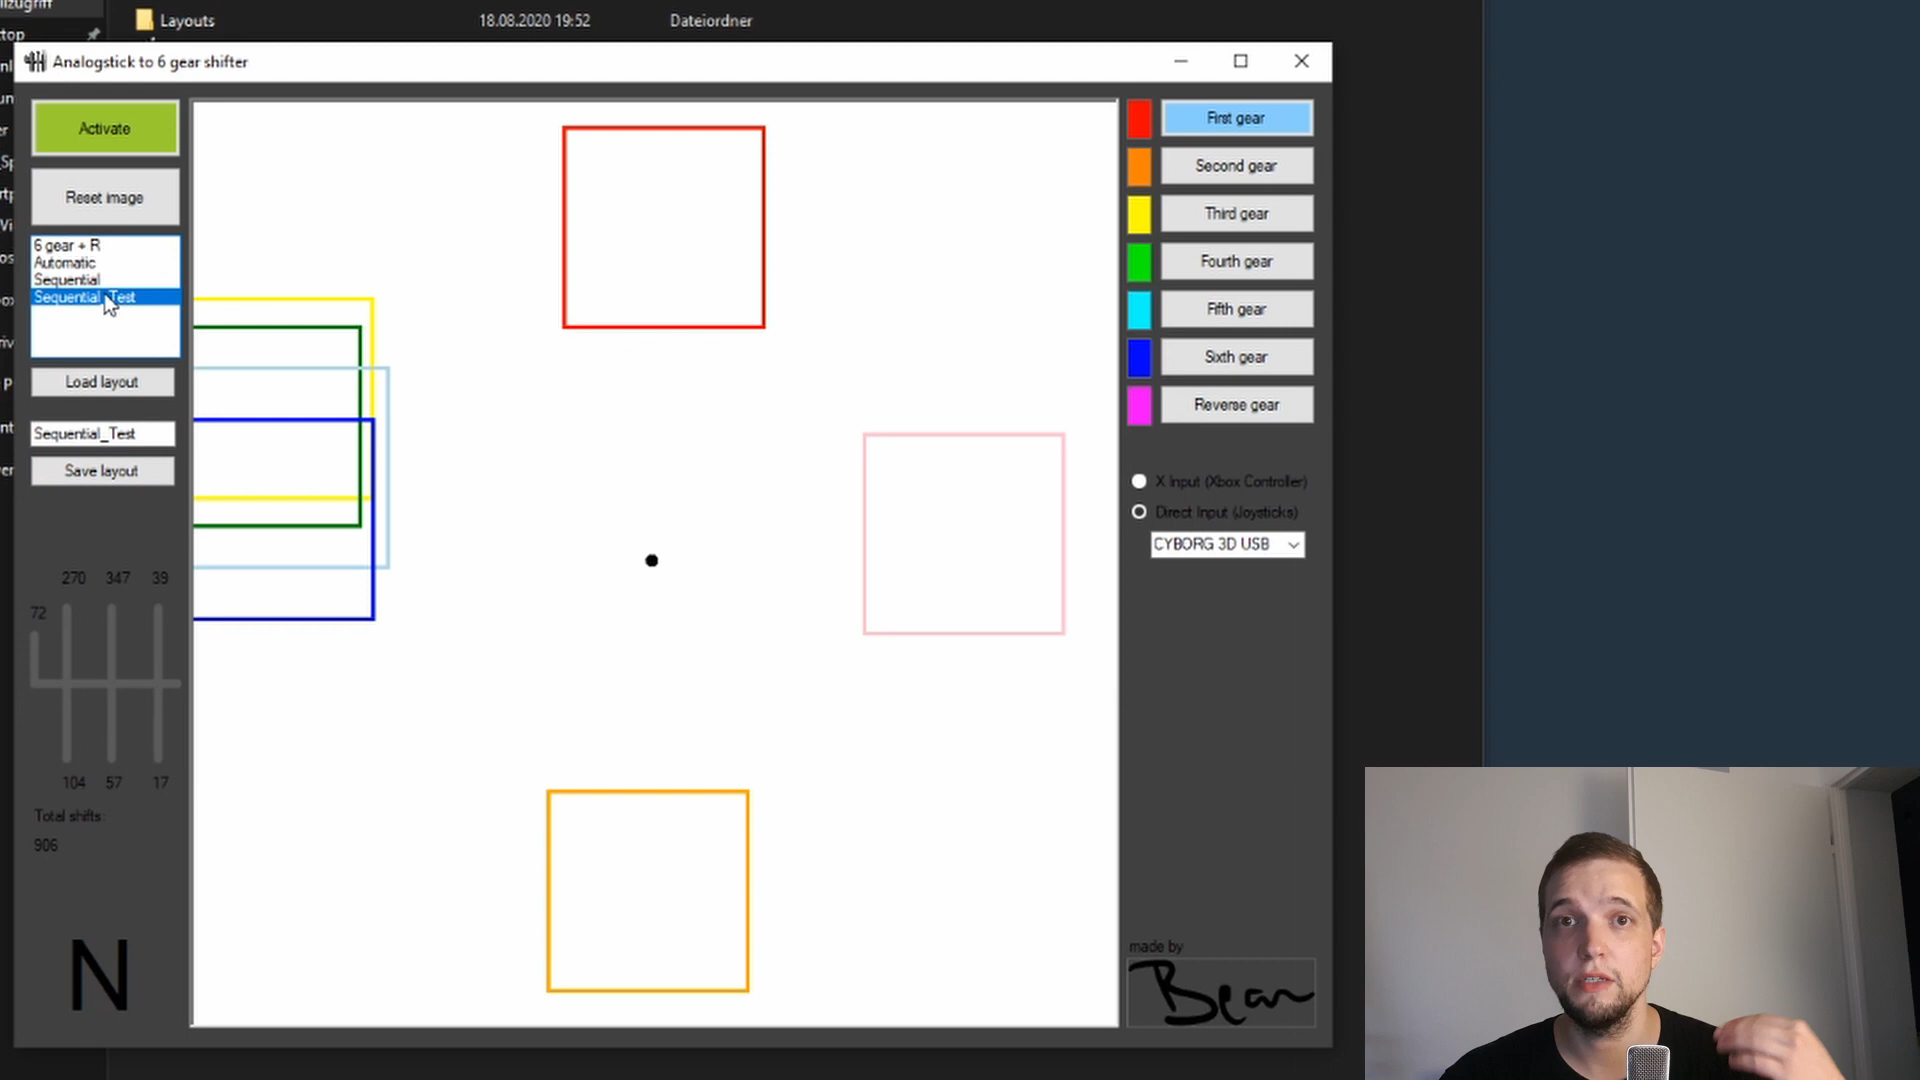 Layouts 18.08.2020 19:52 Dateiordner
Analogstick to 6 gear shifter
Activate
Reset image
6 gear + R
Automatic
Sequential
Sequential_Test
Load layout
Sequential_Test
Save layout
270 347 39
72
104 57 17
Total shifts:
906
N
First gear
Second gear
Third gear
Fourth gear
Fifth gear
Sixth gear
Reverse gear
X Input (Xbox Controller)
Direct Input (Joysticks)
CYBORG 3D USB
made by
Bean